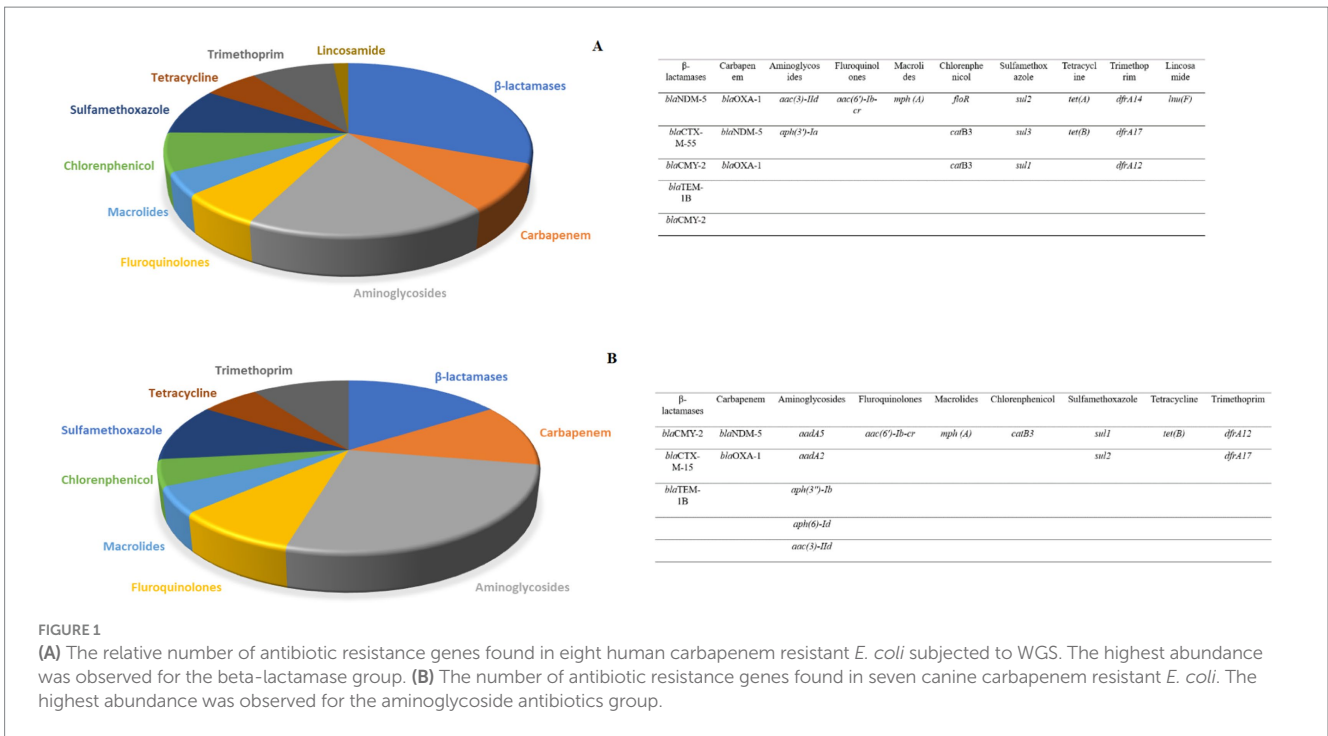 Trimethoprim
Lincosamide
Tetracycline
β-lactamases
Sulfamethoxazole
Chlorenphenicol
Macrolides
Carbapenem
Fluroquinolones
Aminoglycosides
A
β-lactamases Carbapenem Aminoglycosides Fluroquinolones Macrolides Chlorenphenicol Sulfamethoxazole Tetracycline Trimethoprim Lincosamide
blaNDM-5 blaOXA-1 aac(3)-IId aac(6')-Ib-cr mph (A) floR sul2 tet(A) dfrA14 lnu(F)
blaCTX-M-55 blaNDM-5 aph(3')-Ia catB3 sul3 tet(B) dfrA17
blaCMY-2 blaOXA-1 catB3 sul1 dfrA12
blaTEM-1B
blaCMY-2
Trimethoprim
β-lactamases
Tetracycline
Sulfamethoxazole
Carbapenem
Chlorenphenicol
Macrolides
Fluroquinolones
Aminoglycosides
B
β-lactamases Carbapenem Aminoglycosides Fluroquinolones Macrolides Chlorenphenicol Sulfamethoxazole Tetracycline Trimethoprim
blaCMY-2 blaNDM-5 aadA5 aac(6')-Ib-cr mph (A) catB3 sul1 tet(B) dfrA12
blaCTX-M-15 blaOXA-1 aadA2 sul2 dfrA17
blaTEM-1B aph(3")-Ib
aph(6)-Id
aac(3)-IId
FIGURE 1
(A) The relative number of antibiotic resistance genes found in eight human carbapenem resistant E. coli subjected to WGS. The highest abundance
was observed for the beta-lactamase group. (B) The number of antibiotic resistance genes found in seven canine carbapenem resistant E. coli. The
highest abundance was observed for the aminoglycoside antibiotics group.